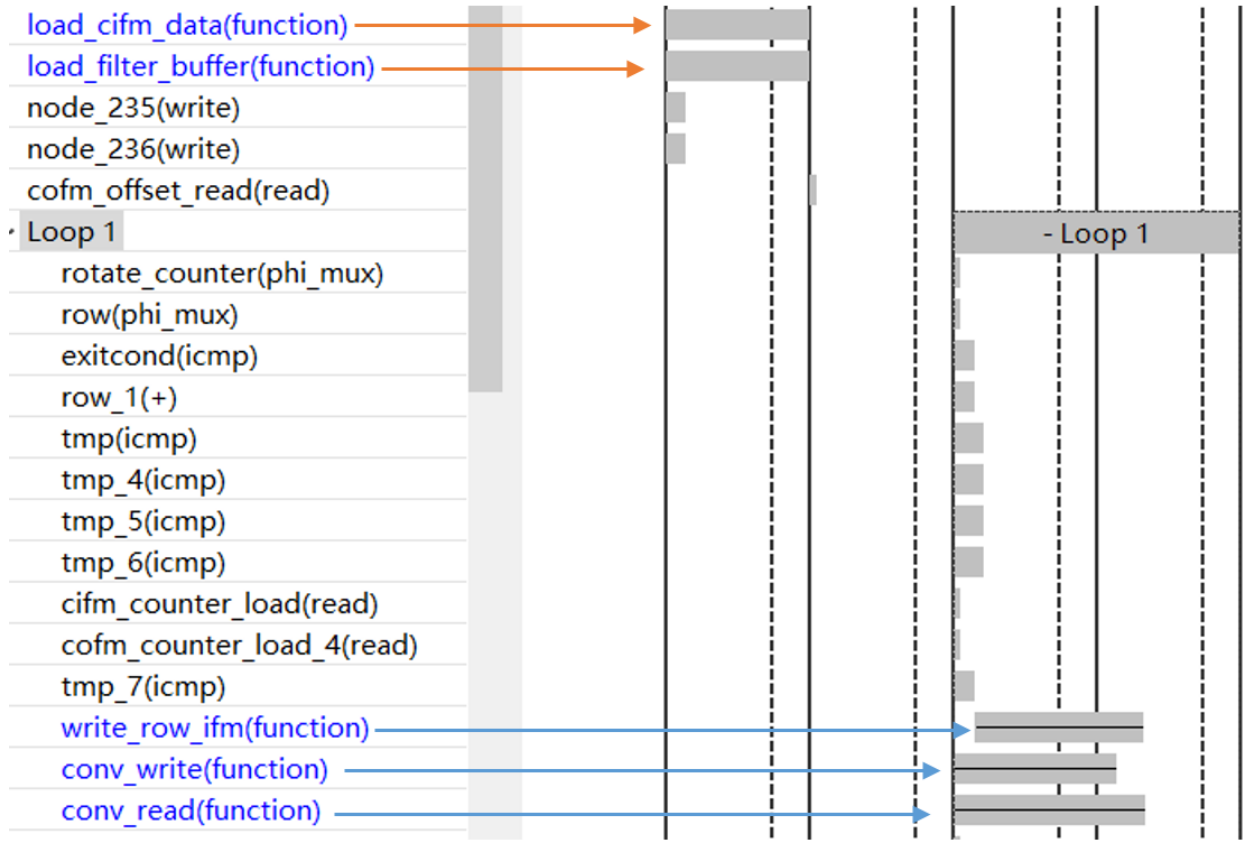 load_cifm_data(function)
load_filter_buffer(function)
node_235(write)
node_236(write)
cofm_offset_read(read)
Loop 1
- Loop 1
rotate_counter(phi_mux)
row(phi_mux)
exitcond(icmp)
row_1(+)
tmp(icmp)
tmp_4(icmp)
tmp_5(icmp)
tmp_6(icmp)
cifm_counter_load(read)
cofm_counter_load_4(read)
tmp_7(icmp)
write_row_ifm(function)
conv_write(function)
conv_read(function)